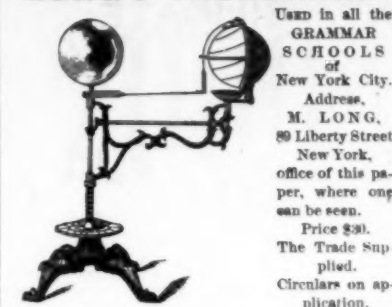 USED in all the
GRAMMAR
SCHOOLS
of
New York City.
Address,
M. LONG,
89 Liberty Street
New York,
office of this pa-
per, where one
can be seen.
Price $30.
The Trade Sup
plied.
Circulars on ap-
plication.